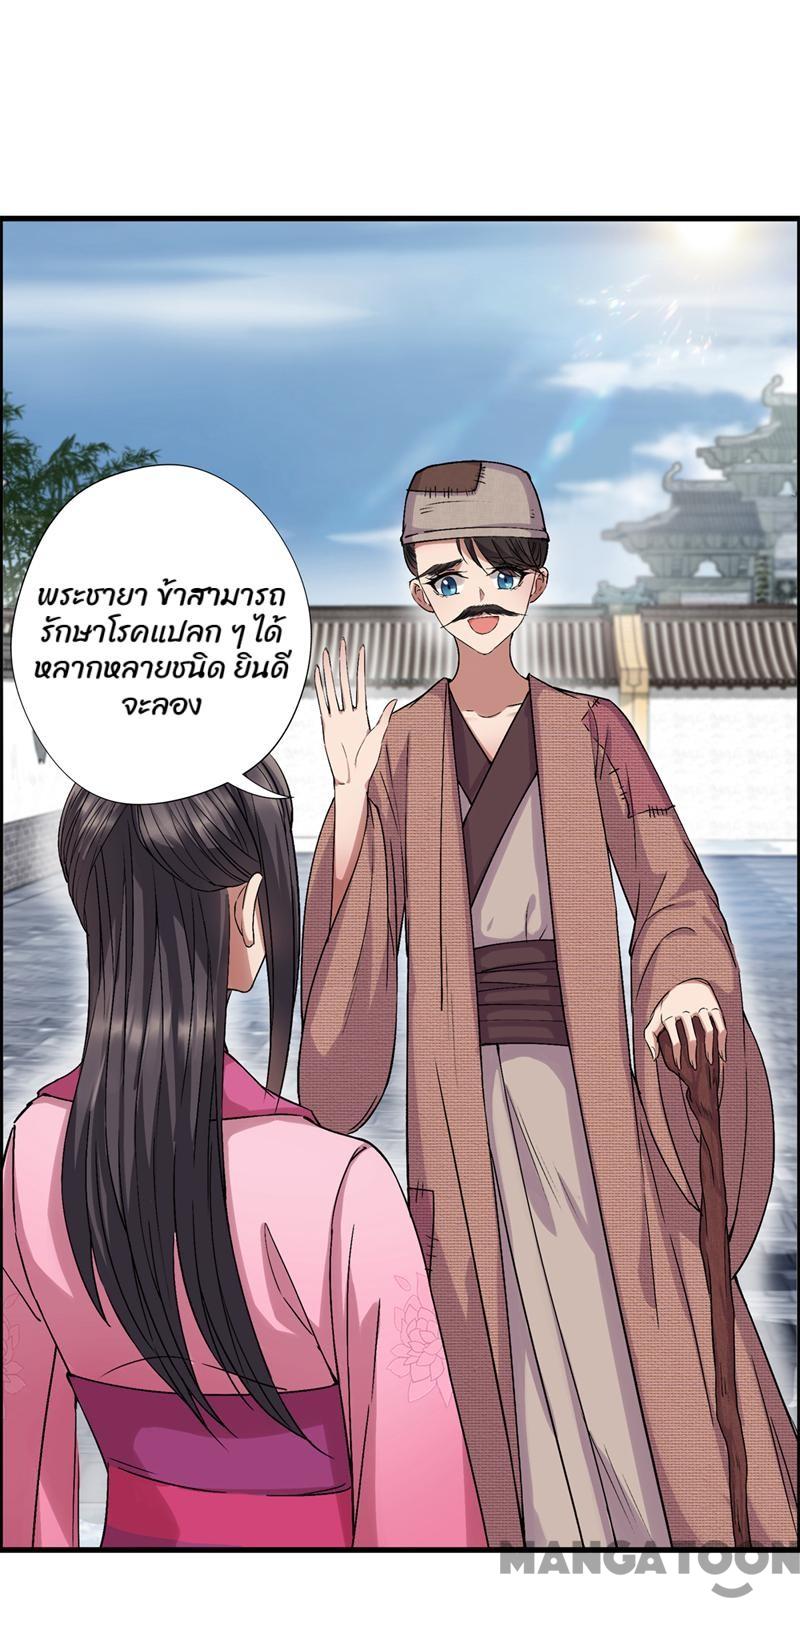 พระชายา ข้าสามารถ
รักษาโรคแปลก ๆ ได้
หลากหลายชนิด ยินดี
จะลอง
MANGATOON